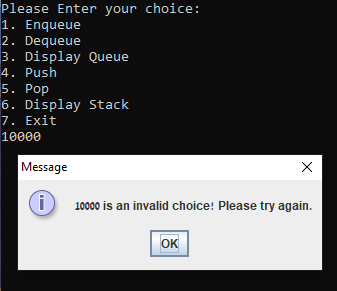 Please Enter your choice:
1. Enqueue
2. Dequeue
3. Display Queue
4. Push
5. Pop
6. Display Stack
7. Exit
10000
Message
10000 is an invalid choice! Please try again.
OK